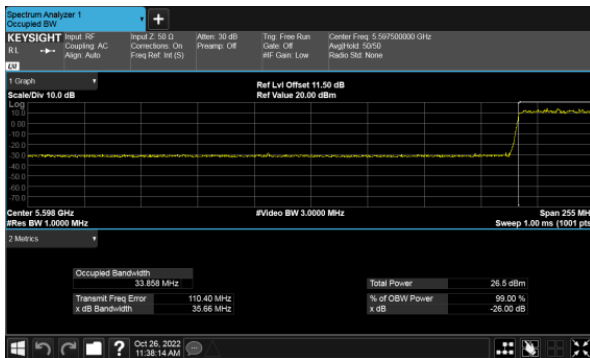 Spectrum Analyzer 1
Occupied BW
+
KEYSIGHT
RL
Input: RF
Coupling: AC
Align: Auto
Input Z: 50 Ω
Corrections: On
Freq Ref: Int (S)
Atten: 30 dB
Preamp: Off
Trig: Free Run
Gate: Off
#IF Gain: Low
Center Freq: 5.597500000 GHz
Avg|Hold: 50/50
Radio Std: None
1 Graph
Scale/Div 10.0 dB
Ref Lvl Offset 11.50 dB
Ref Value 20.00 dBm
Log
10.0
0.00
-10.0
-20.0
-30.0
-40.0
-50.0
-60.0
-70.0
Center 5.598 GHz
#Res BW 1.0000 MHz
#Video BW 3.0000 MHz
Span 255 MH
Sweep 1.00 ms (1001 pts
2 Metrics
Occupied Bandwidth
33.858 MHz
Transmit Freq Error 110.40 MHz
x dB Bandwidth 35.66 MHz
Total Power 26.5 dBm
% of OBW Power 99.00 %
x dB -26.00 dB
?
Oct 26, 2022
11:38:14 AM